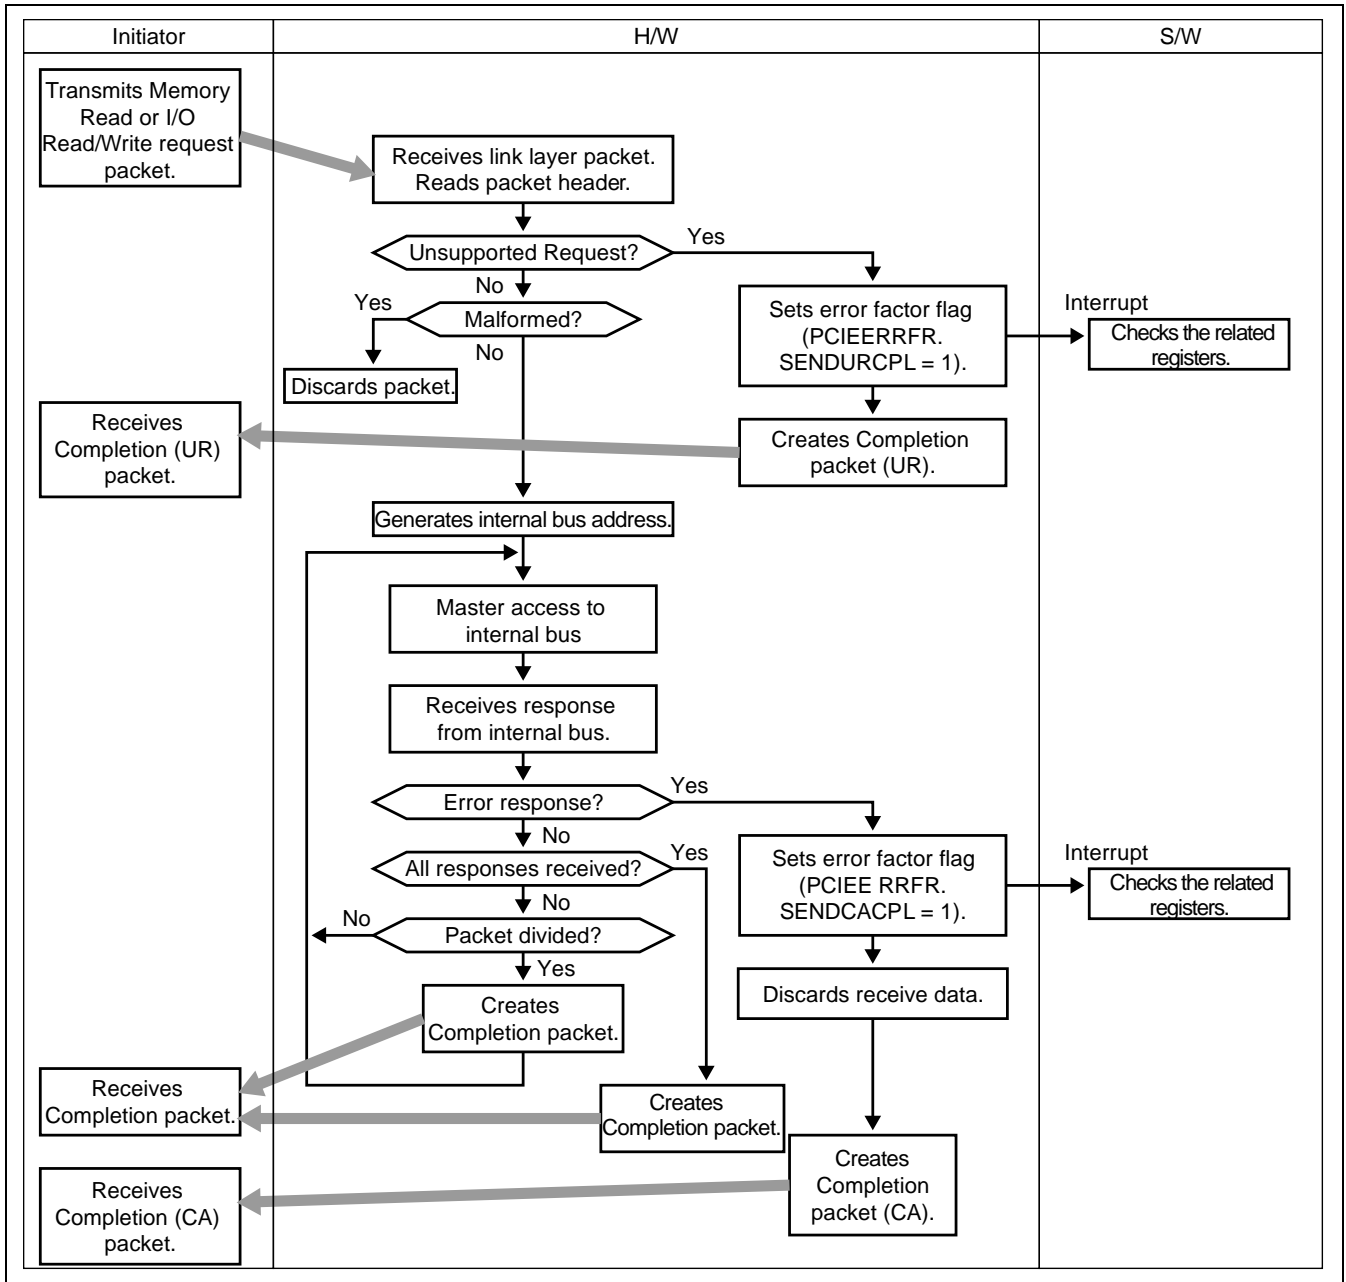 Initiator
H/W
S/W
Transmits Memory
Read or I/O
Read/Write request
packet.
Receives link layer packet.
Reads packet header.
Unsupported Request?
Yes
No
Yes
Malformed?
No
Discards packet.
Sets error factor flag
(PCIEERRFR.
SENDURCPL = 1).
Interrupt
Checks the related
registers.
Receives
Completion (UR)
packet.
Creates Completion
packet (UR).
Generates internal bus address.
Master access to
internal bus
Receives response
from internal bus.
Error response?
Yes
No
All responses received?
Yes
No
Packet divided?
No
Yes
Sets error factor flag
(PCIEE RRFR.
SENDCACPL = 1).
Interrupt
Checks the related
registers.
Discards receive data.
Creates
Completion packet.
Receives
Completion packet.
Creates
Completion packet.
Creates
Completion
packet (CA).
Receives
Completion (CA)
packet.